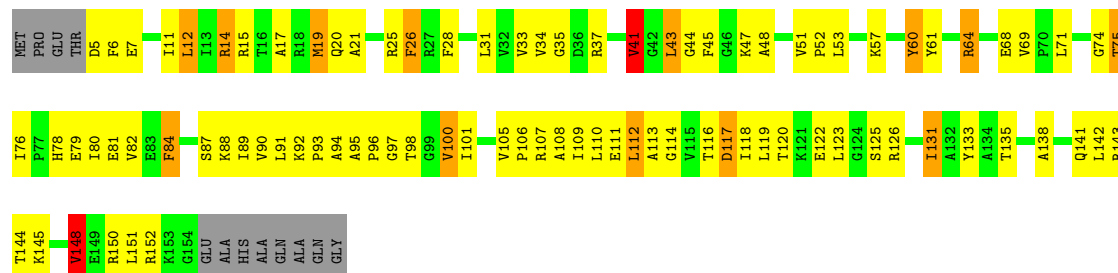 MET PRO GLU THR D5 F6 E7 I11 L12 I13 R14 R15 T16 A17 R18 M19 Q20 A21 R25 F26 R27 F28 L31 V32 V33 V34 G35 D36 R37 V41 G42 L43 G44 F45 G46 K47 A48 V51 P52 L53 K57 Y60 Y61 R64 E68 V69 P70 L71 G74 T75
I76 P77 H78 E79 I80 E81 V82 E83 F84 S87 K88 I89 V90 L91 K92 P93 A94 A95 P96 G97 T98 G99 V100 I101 V105 P106 R107 A108 I109 L110 E111 L112 A113 G114 V115 T116 D117 I118 L119 T120 K121 E122 L123 G124 S125 R126 I131 A132 Y133 A134 T135 A138 Q141 L142 R143
T144 K145 V148 E149 R150 L151 R152 K153 G154 GLU ALA HIS ALA GLN ALA GLN GLY